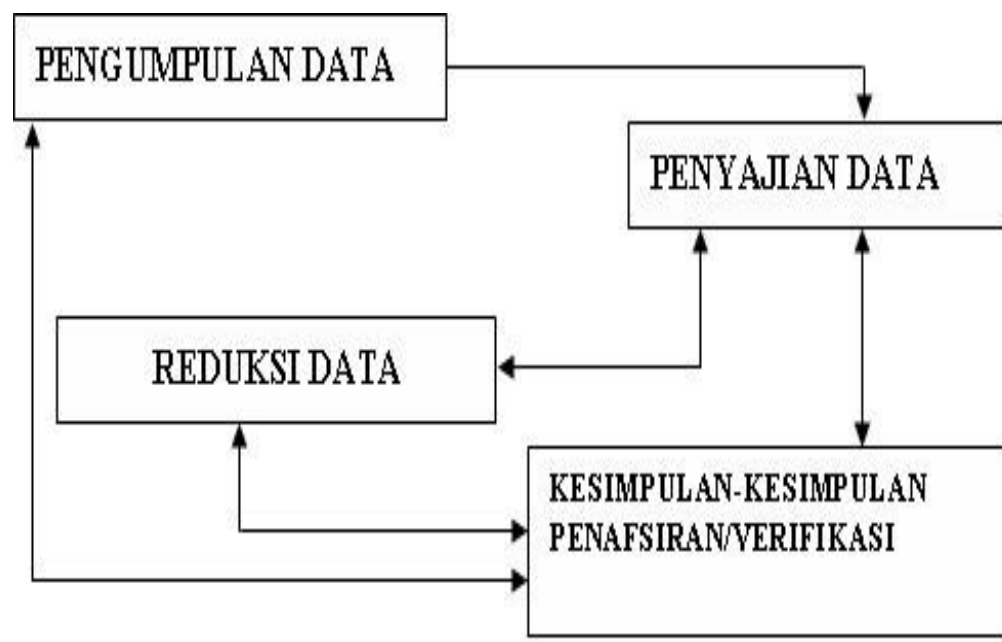 PENGUMPULAN DATA
PENYAJIAN DATA
REDUKSI DATA
KESIMPULAN-KESIMPULAN
PENAFSIRAN/VERIFIKASI